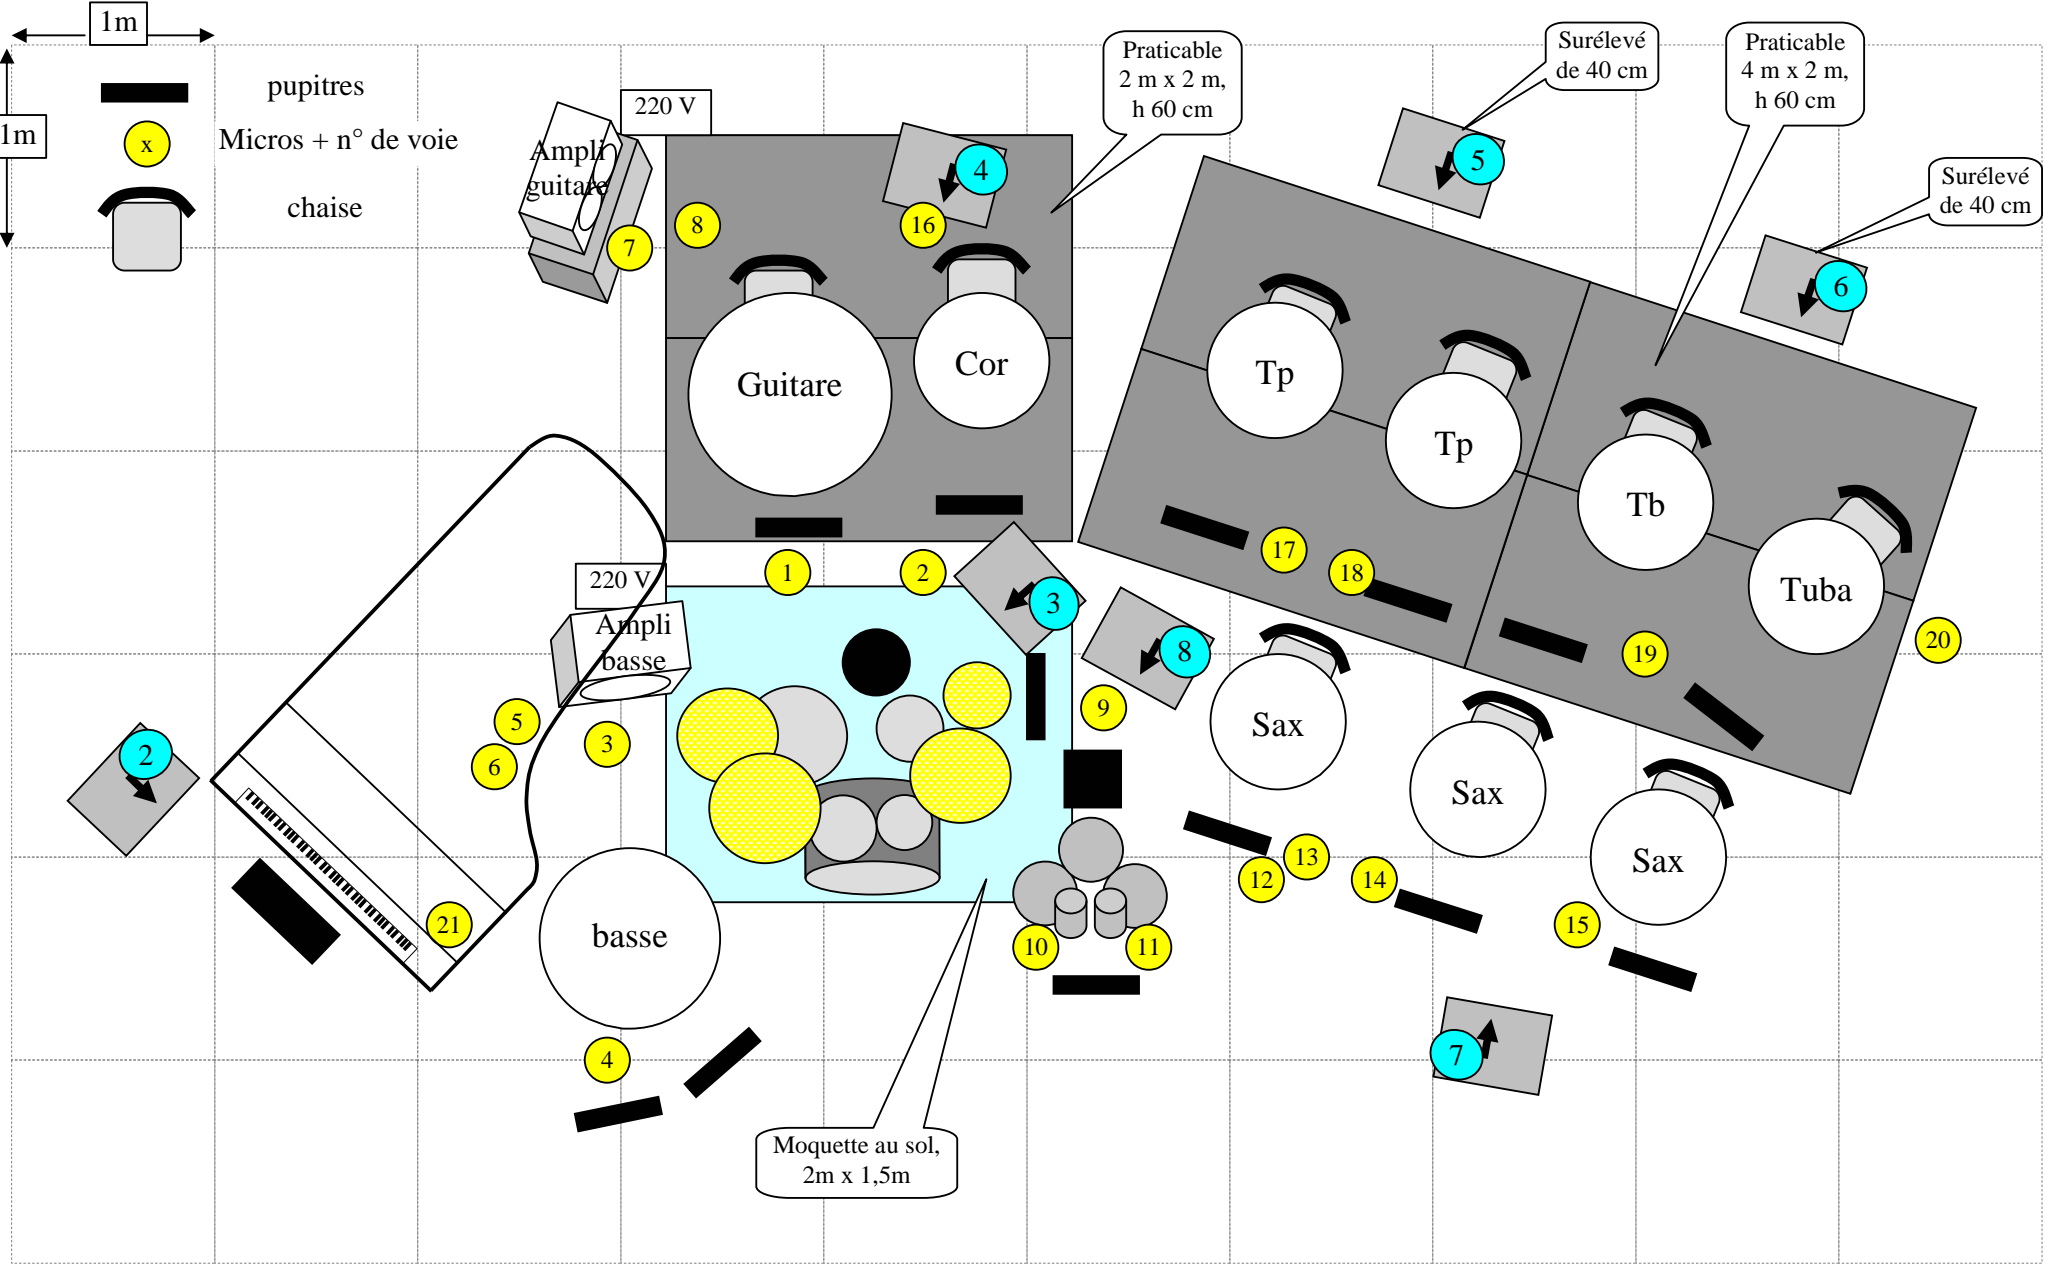 1m
1m
pupitres
x
Micros + n° de voie
chaise
220 V
Ampli
guitare
7
8
4
16
Praticable
2 m x 2 m,
h 60 cm
Surélevé
de 40 cm
5
Praticable
4 m x 2 m,
h 60 cm
Surélevé
de 40 cm
6
Guitare
Cor
Tp
Tp
Tb
Tuba
17
18
19
20
1
2
3
8
9
220 V
Ampli
basse
5
6
3
2
21
basse
4
10
11
Sax
Sax
Sax
12
13
14
15
7
Moquette au sol,
2m x 1,5m